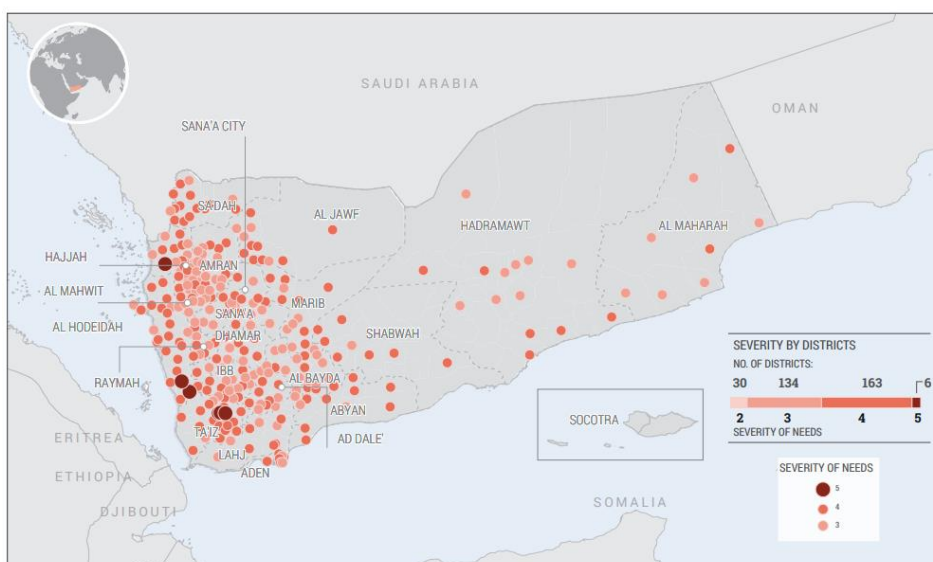 SAUDI ARABIA
OMAN
SANA'A CITY
SA'DAH
AL JAWF
HADRAMAWT
AL MAHARAH
HAJJAH
AMRAN
AL MAHWIT
MARIB
SANA'A
AL HODEIDAH
DHAMAR
SHABWAH
RAYMAH
IBB
AL BAYDA
ABYAN
SOCOTRA
TA'IZ
AD DALE'
LAHJ
ADEN
ERITREA
ETHIOPIA
DJIBOUTI
SOMALIA
SEVERITY BY DISTRICTS
NO. OF DISTRICTS:
30 134 163 6
2 3 4 5
SEVERITY OF NEEDS
SEVERITY OF NEEDS
5
4
3